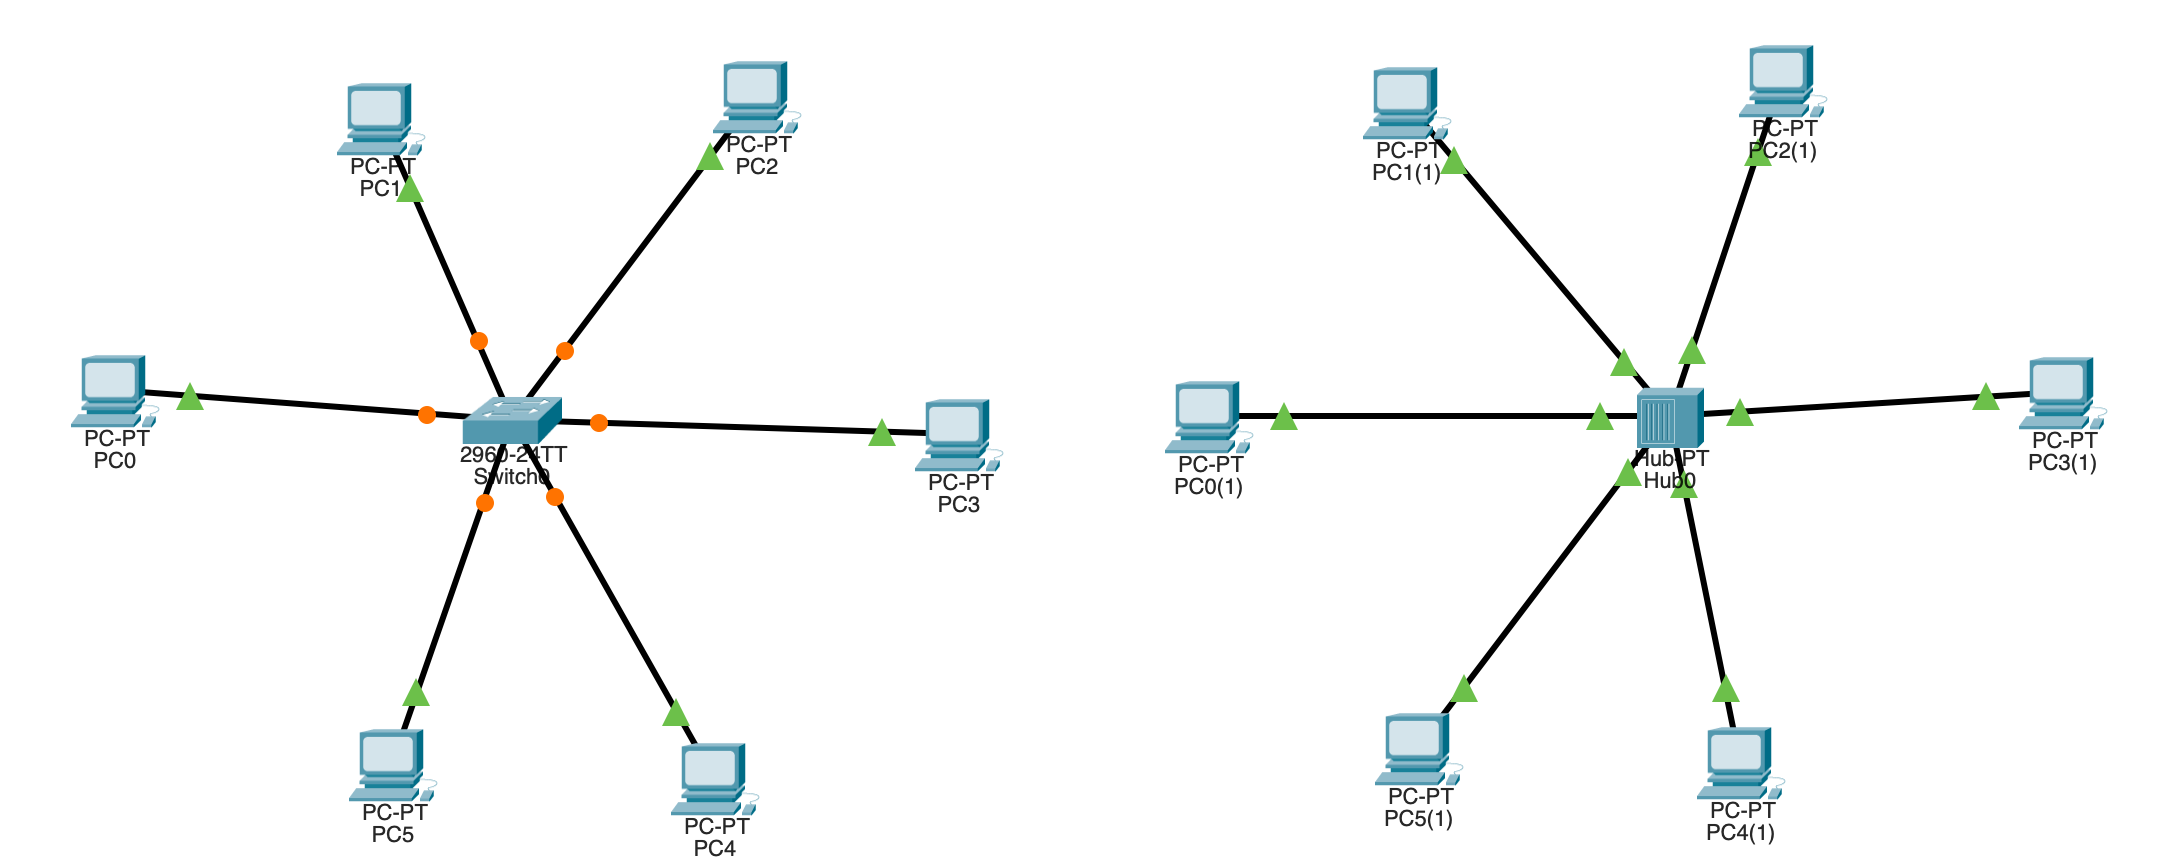 PC-PT
PC1
PC-PT
PC2
PC-PT
PC0
2960-24TT
Switch0
PC-PT
PC3
PC-PT
PC5
PC-PT
PC4
PC-PT
PC1(1)
PC-PT
PC2(1)
PC-PT
PC0(1)
Hub-PT
Hub0
PC-PT
PC3(1)
PC-PT
PC5(1)
PC-PT
PC4(1)